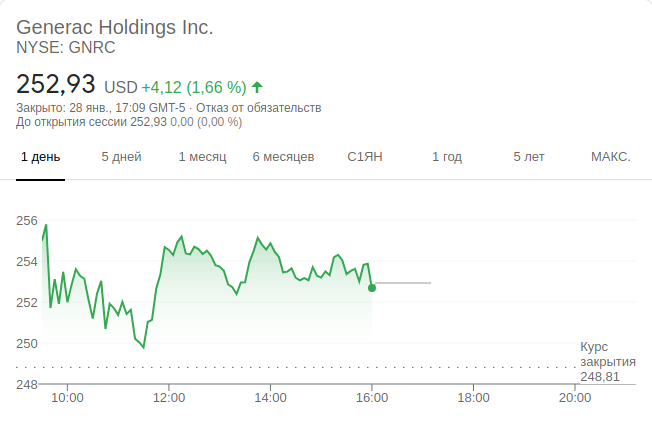 Generac Holdings Inc.
NYSE: GNRC
252,93 USD +4,12 (1,66 %)
Закрыто: 28 янв., 17:09 GMT-5 · Отказ от обязательств
До открытия сессии 252,93 0,00 (0,00 %)
1 день 5 дней 1 месяц 6 месяцев С1ЯН 1 год 5 лет МАКС.
256
254
252
250
Курс
закрытия
248,81
248
10:00 12:00 14:00 16:00 18:00 20:00